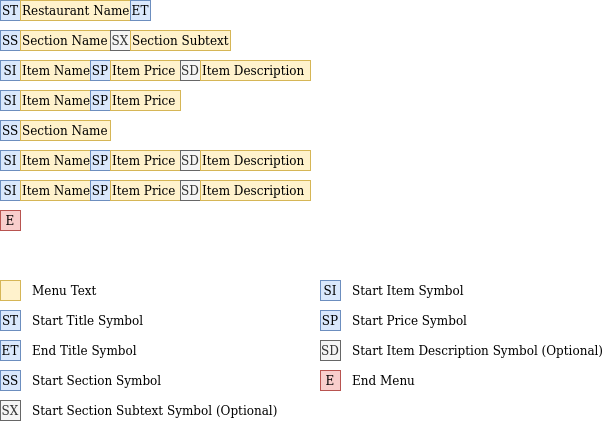 ST Restaurant Name ET
SS Section Name SX Section Subtext
SI Item Name SP Item Price SD Item Description
SI Item Name SP Item Price
SS Section Name
SI Item Name SP Item Price SD Item Description
SI Item Name SP Item Price SD Item Description
E
Menu Text
ST Start Title Symbol
ET End Title Symbol
SS Start Section Symbol
SX Start Section Subtext Symbol (Optional)
SI Start Item Symbol
SP Start Price Symbol
SD Start Item Description Symbol (Optional)
E End Menu